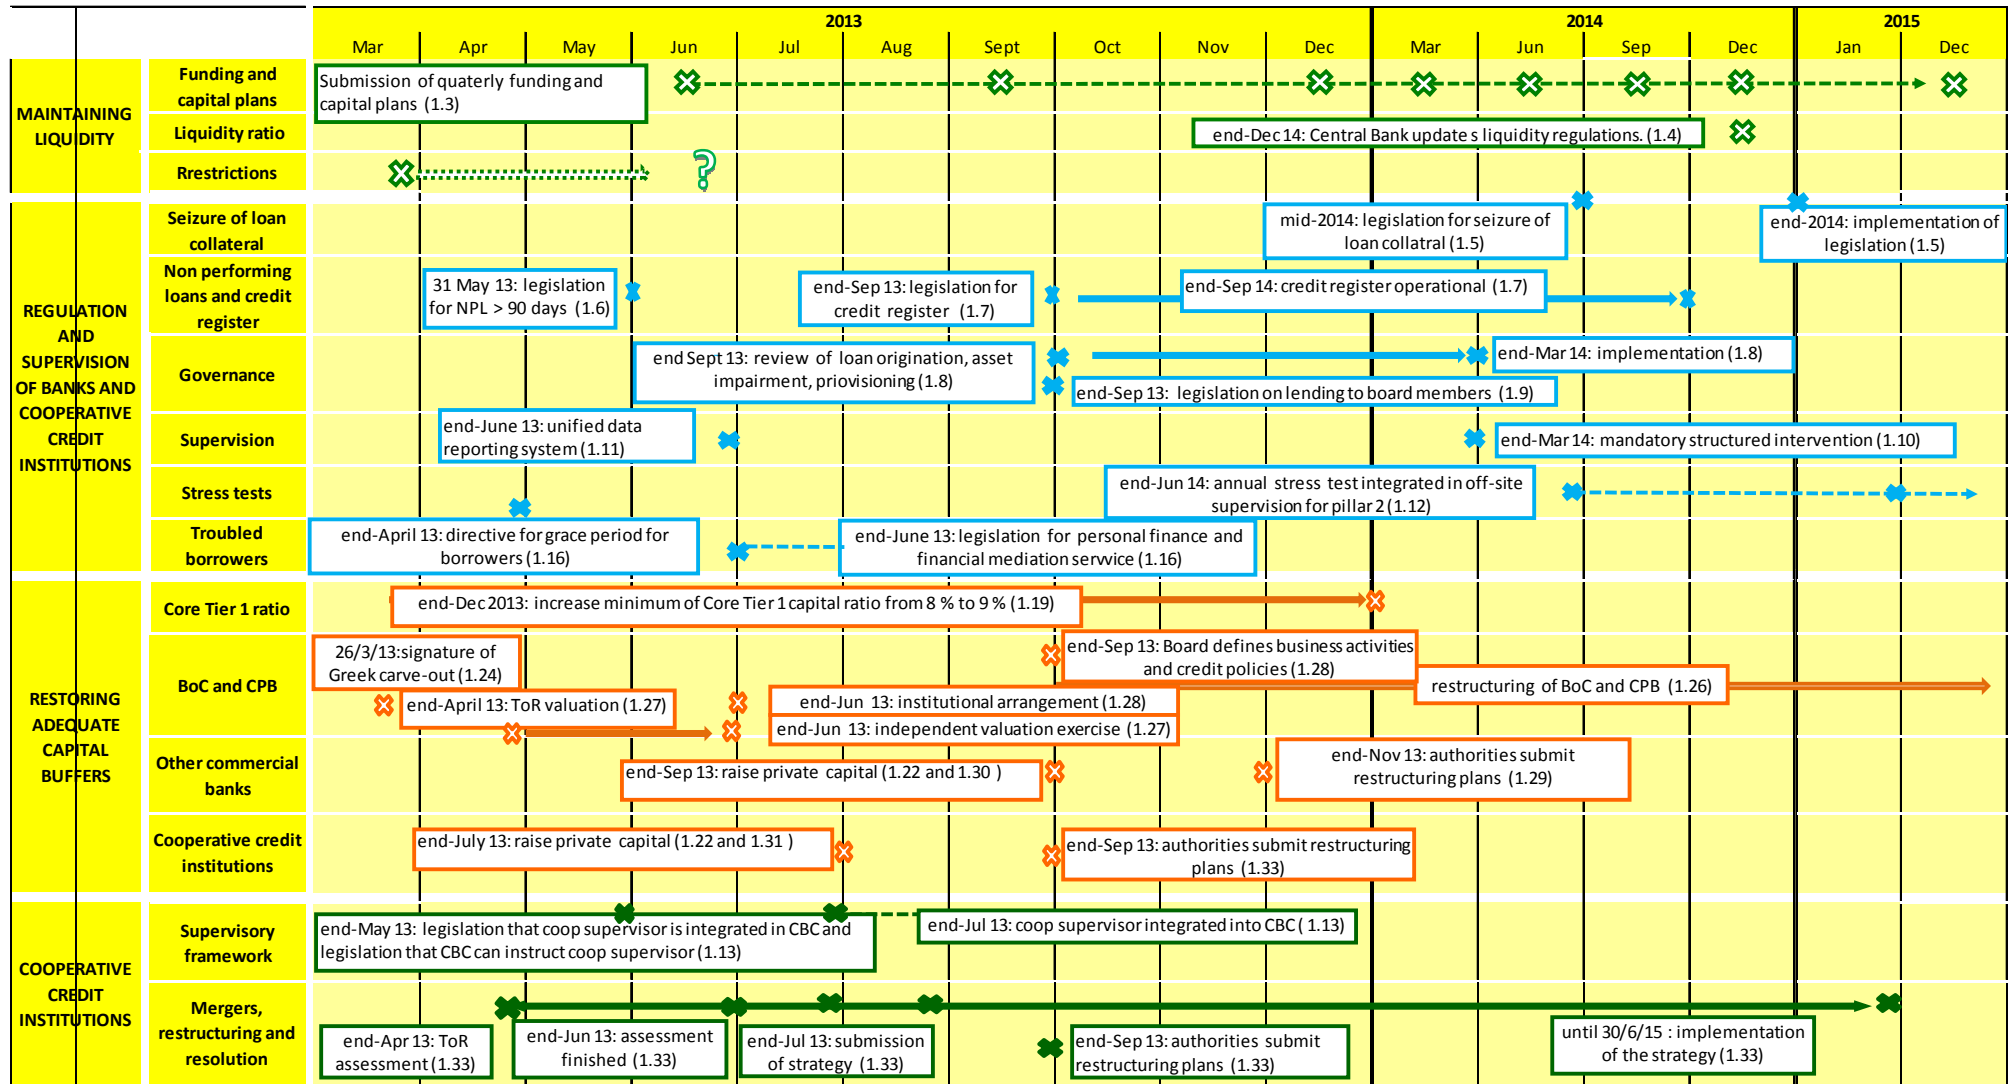 2013
2014
2015
Mar
Apr
May
Jun
Jul
Aug
Sept
Oct
Nov
Dec
Mar
Jun
Sep
Dec
Jan
Dec
MAINTAINING
LIQUIDITY
Funding and
capital plans
Submission of quaterly funding and
capital plans (1.3)
Liquidity ratio
end-Dec 14: Central Bank update s liquidity regulations. (1.4)
Rrestrictions
?
REGULATION
AND
SUPERVISION
OF BANKS AND
COOPERATIVE
CREDIT
INSTITUTIONS
Seizure of loan
collateral
mid-2014: legislation for seizure of
loan collatral (1.5)
end-2014: implementation of
legislation (1.5)
Non performing
loans and credit
register
31 May 13: legislation
for NPL > 90 days (1.6)
end-Sep 13: legislation for
credit register (1.7)
end-Sep 14: credit register operational (1.7)
Governance
end Sept 13: review of loan origination, asset
impairment, priovisioning (1.8)
end-Mar 14: implementation (1.8)
end-Sep 13: legislation on lending to board members (1.9)
Supervision
end-June 13: unified data
reporting system (1.11)
end-Mar 14: mandatory structured intervention (1.10)
Stress tests
end-Jun 14: annual stress test integrated in off-site
supervision for pillar 2 (1.12)
Troubled
borrowers
end-April 13: directive for grace period for
borrowers (1.16)
end-June 13: legislation for personal finance and
financial mediation servvice (1.16)
RESTORING
ADEQUATE
CAPITAL
BUFFERS
Core Tier 1 ratio
end-Dec 2013: increase minimum of Core Tier 1 capital ratio from 8 % to 9 % (1.19)
BoC and CPB
26/3/13:signature of
Greek carve-out (1.24)
end-Sep 13: Board defines business activities
and credit policies (1.28)
restructuring of BoC and CPB (1.26)
end-April 13: ToR valuation (1.27)
end-Jun 13: institutional arrangement (1.28)
end-Jun 13: independent valuation exercise (1.27)
Other commercial
banks
end-Sep 13: raise private capital (1.22 and 1.30 )
end-Nov 13: authorities submit
restructuring plans (1.29)
Cooperative credit
institutions
end-July 13: raise private capital (1.22 and 1.31 )
end-Sep 13: authorities submit restructuring
plans (1.33)
COOPERATIVE
CREDIT
INSTITUTIONS
Supervisory
framework
end-May 13: legislation that coop supervisor is integrated in CBC and
legislation that CBC can instruct coop supervisor (1.13)
end-Jul 13: coop supervisor integrated into CBC ( 1.13)
Mergers,
restructuring and
resolution
end-Apr 13: ToR
assessment (1.33)
end-Jun 13: assessment
finished (1.33)
end-Jul 13: submission
of strategy (1.33)
end-Sep 13: authorities submit
restructuring plans (1.33)
until 30/6/15 : implementation
of the strategy (1.33)